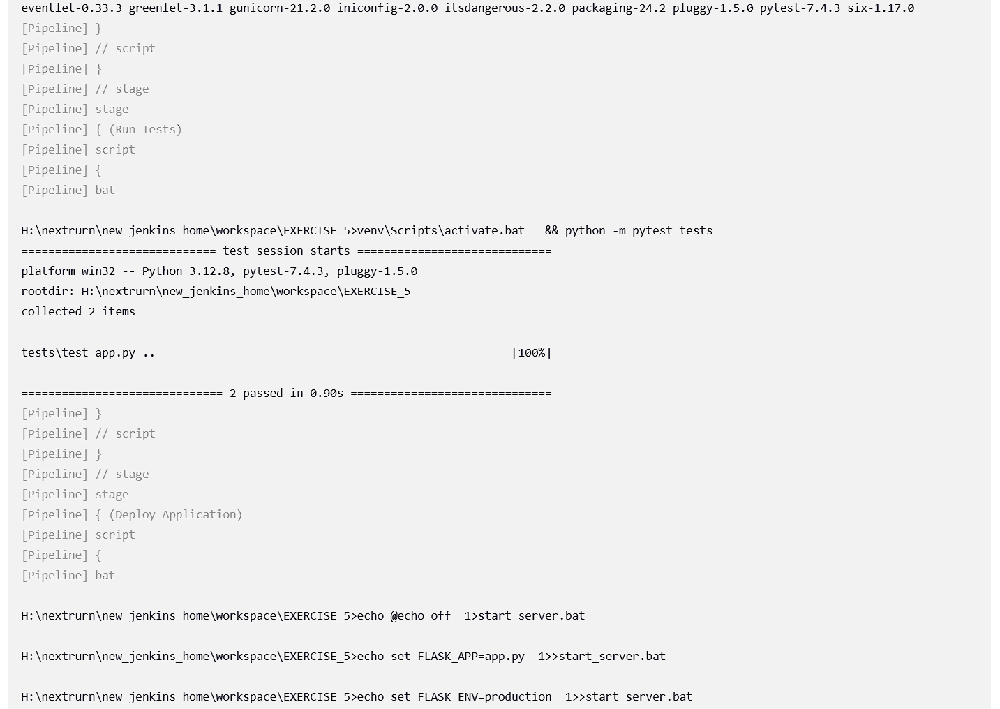 eventlet-0.33.3 greenlet-3.1.1 gunicorn-21.2.0 iniconfig-2.0.0 itsdangerous-2.2.0 packaging-24.2 pluggy-1.5.0 pytest-7.4.3 six-1.17.0
[Pipeline] }
[Pipeline] // script
[Pipeline] }
[Pipeline] // stage
[Pipeline] stage
[Pipeline] { (Run Tests)
[Pipeline] script
[Pipeline] {
[Pipeline] bat
H:\nextrurn\new_jenkins_home\workspace\EXERCISE_5>venv\Scripts\activate.bat   && python -m pytest tests
============================= test session starts =============================
platform win32 -- Python 3.12.8, pytest-7.4.3, pluggy-1.5.0
rootdir: H:\nextrurn\new_jenkins_home\workspace\EXERCISE_5
collected 2 items
tests\test_app.py ..                                                     [100%]
============================== 2 passed in 0.90s ==============================
[Pipeline] }
[Pipeline] // script
[Pipeline] }
[Pipeline] // stage
[Pipeline] stage
[Pipeline] { (Deploy Application)
[Pipeline] script
[Pipeline] {
[Pipeline] bat
H:\nextrurn\new_jenkins_home\workspace\EXERCISE_5>echo @echo off  1>start_server.bat
H:\nextrurn\new_jenkins_home\workspace\EXERCISE_5>echo set FLASK_APP=app.py  1>>start_server.bat
H:\nextrurn\new_jenkins_home\workspace\EXERCISE_5>echo set FLASK_ENV=production  1>>start_server.bat